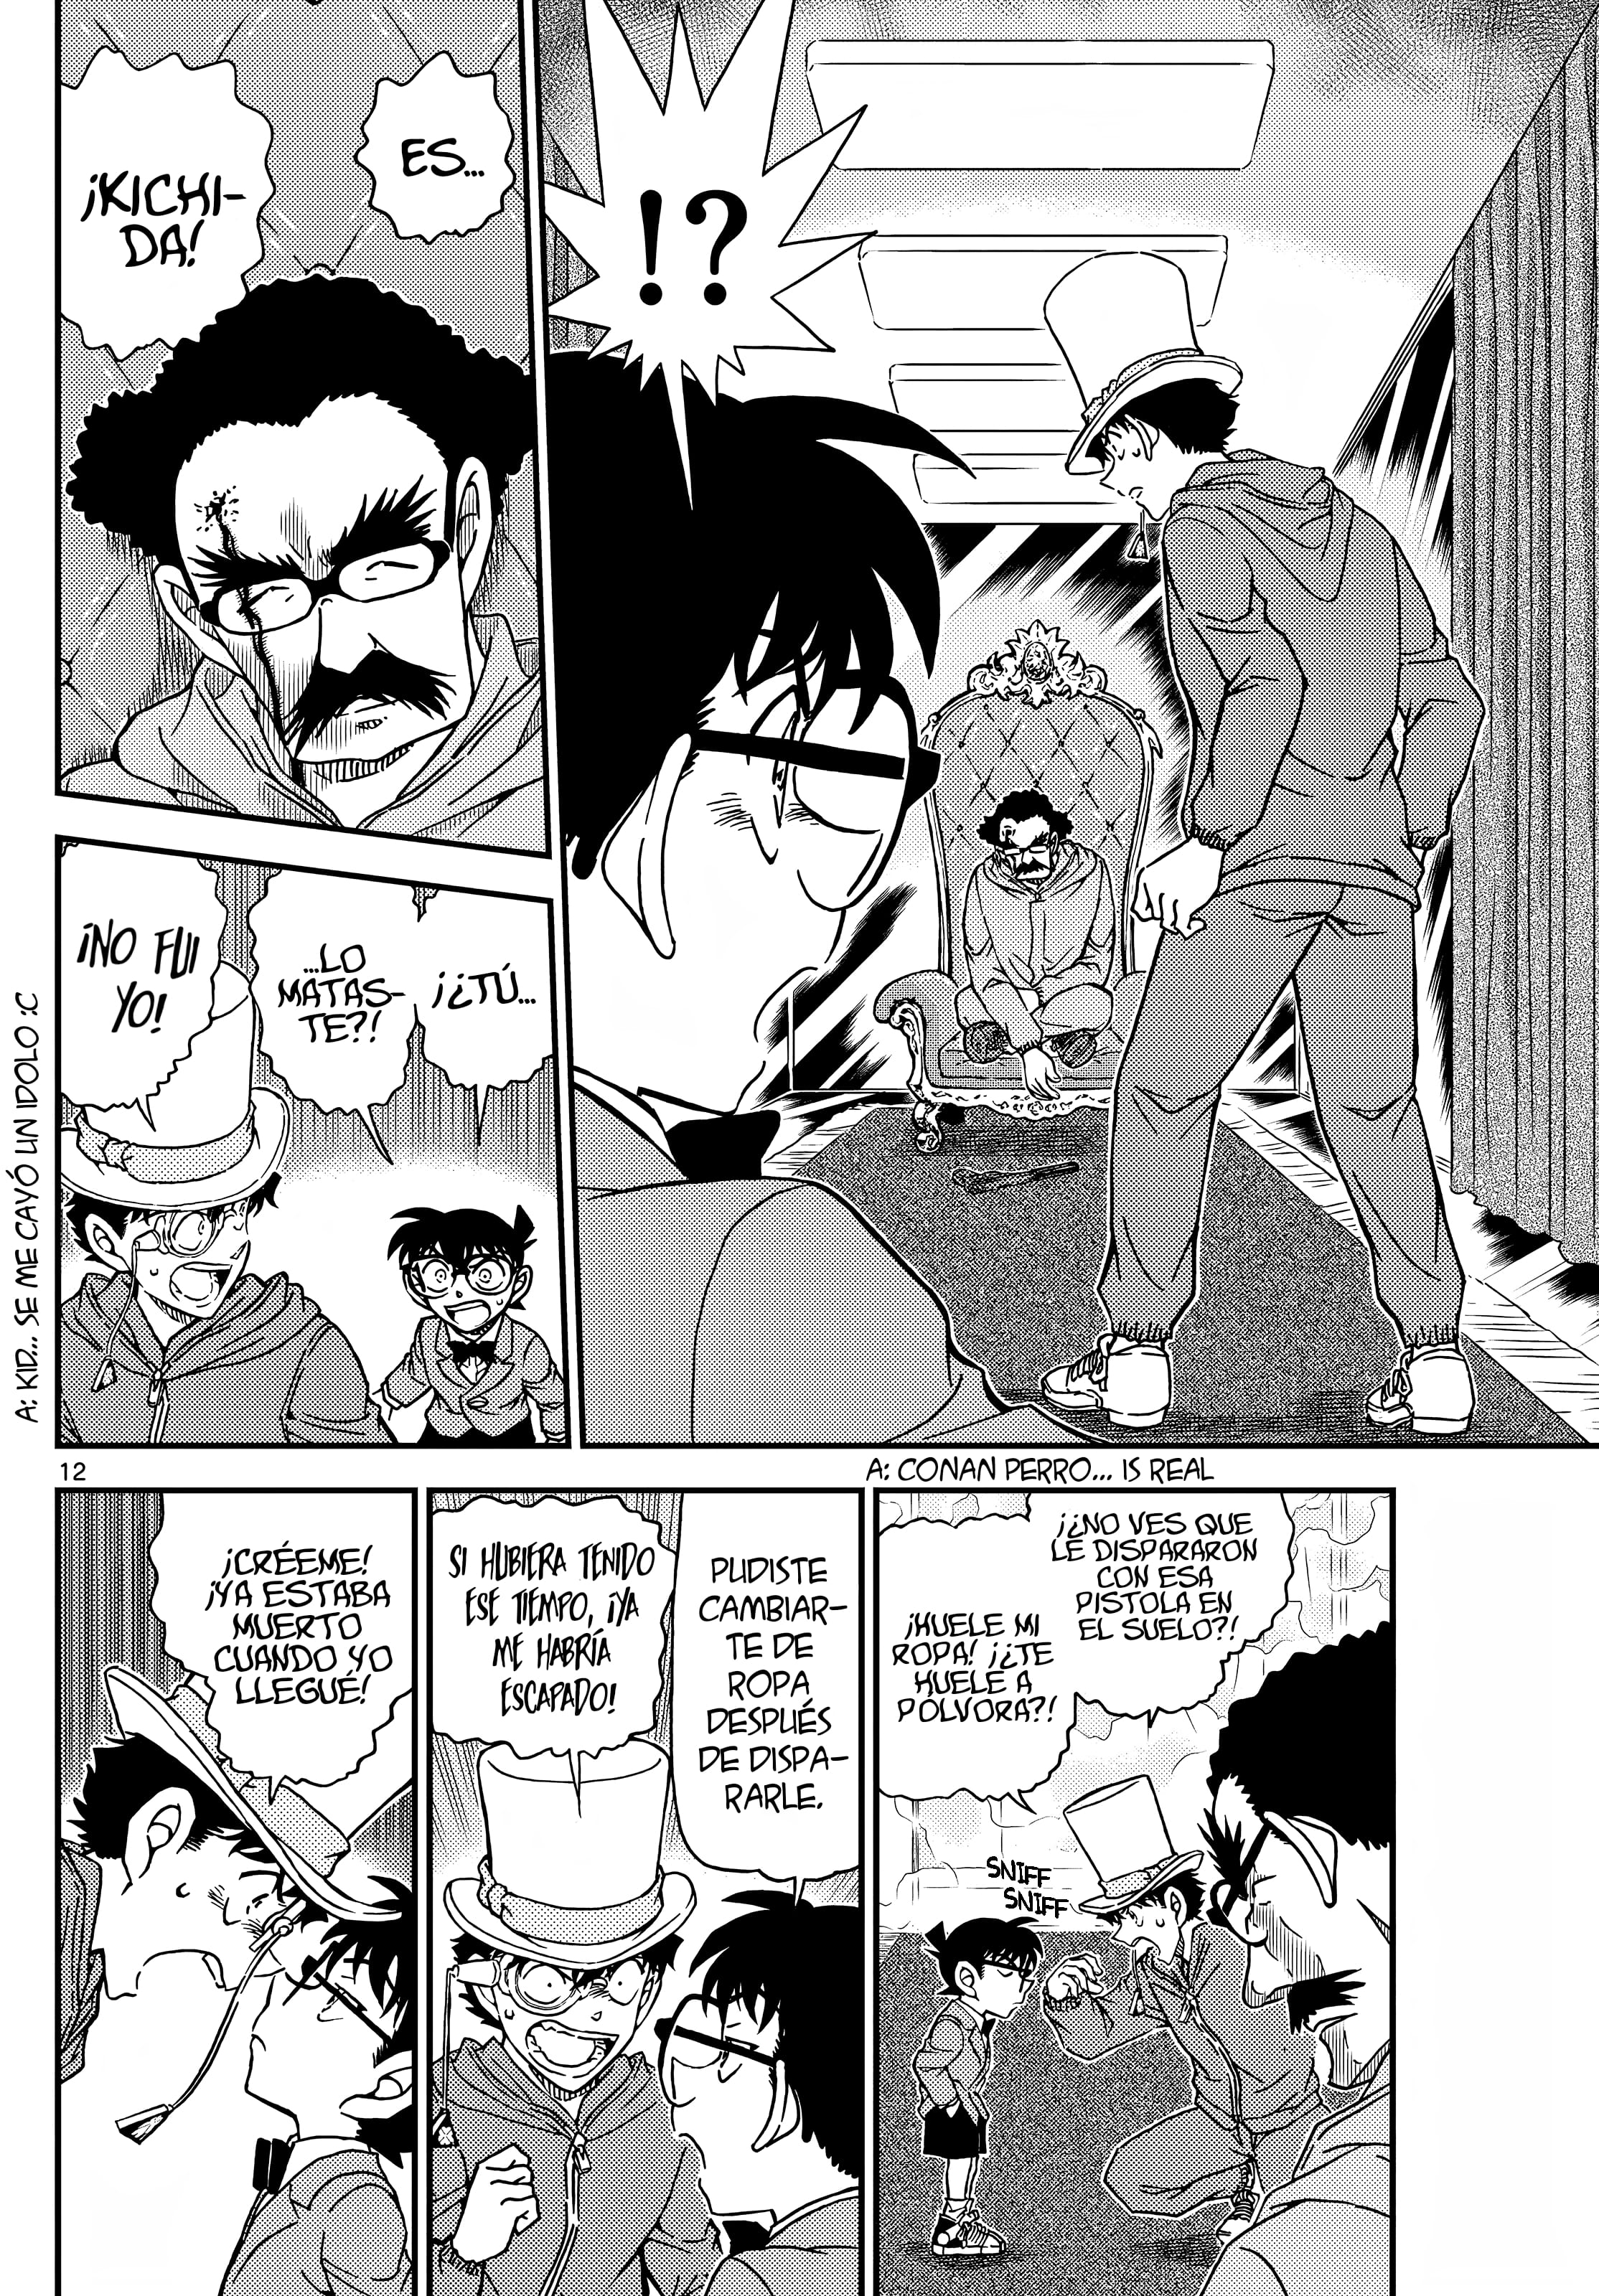 !?
ES...
¡KICHI-
DA!
¡¿TÚ...
...LO
MATAS-
TE?!
¡NO FUI
YO!
A: KID... SE ME CAYÓ UN IDOLO :C
12
A: CONAN PERRO... IS REAL
¡¿NO VES QUE
LE DISPARARON
CON ESA
PISTOLA EN
EL SUELO?!
¡HUELE MI
ROPA! ¡¿TE
HUELE A
PÓLVORA?!
SNIFF
SNIFF
PUDISTE
CAMBIAR-
TE DE
ROPA
DESPUÉS
DE DISPA-
RARLE.
SI HUBIERA TENIDO
ESE TIEMPO, ¡YA
ME HABRÍA
ESCAPADO!
¡CRÉEME!
¡YA ESTABA
MUERTO
CUANDO YO
LLEGUÉ!